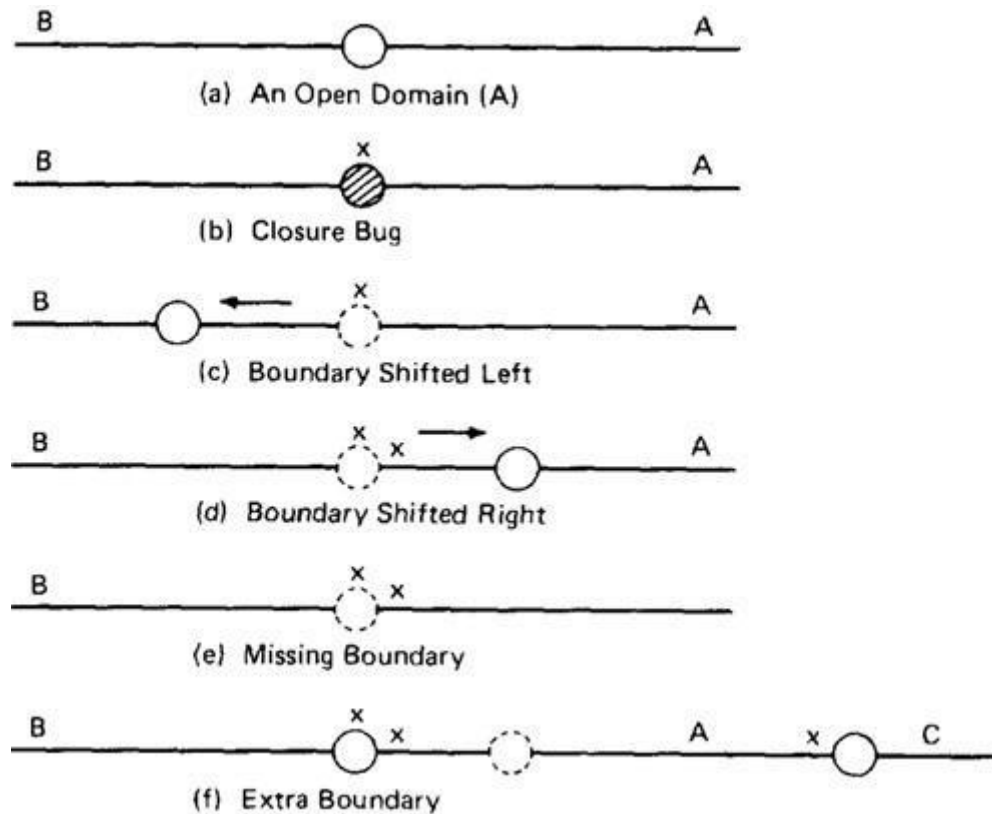 B A
(a) An Open Domain (A)
x
B A
(b) Closure Bug
x
B A
(c) Boundary Shifted Left
x
x
B A
(d) Boundary Shifted Right
x
x
B
(e) Missing Boundary
x
x x
B A C
(f) Extra Boundary